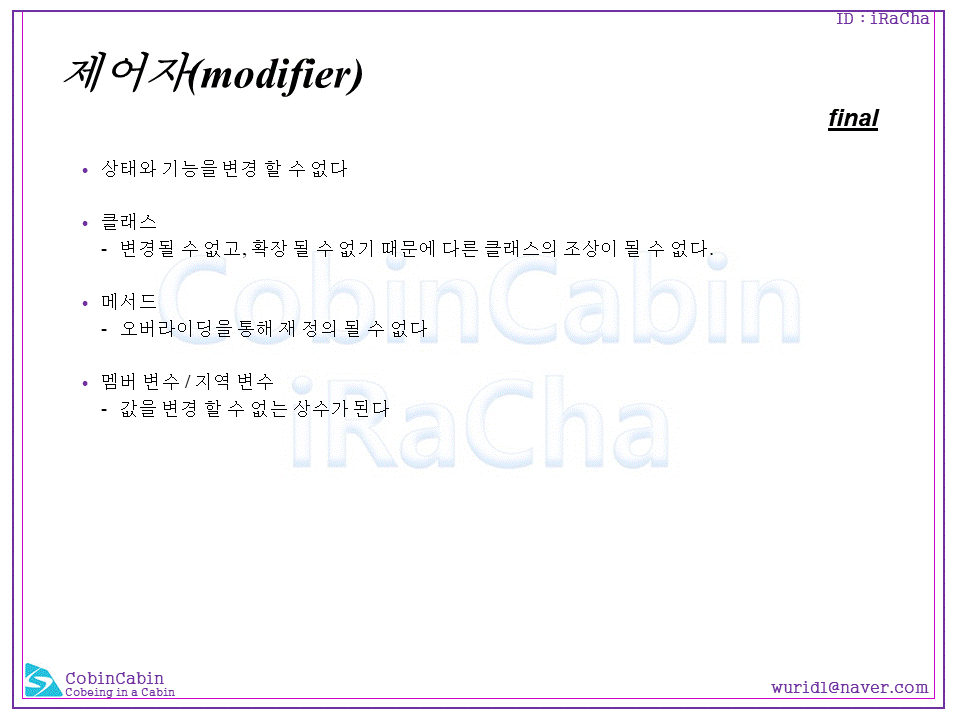 ID : iRaCha
제어자(modifier)
final
• 상태와 기능을 변경 할 수 없다
• 클래스
- 변경될 수 없고, 확장 될 수 없기 때문에 다른 클래스의 조상이 될 수 없다.
• 메서드
- 오버라이딩을 통해 재 정의 될 수 없다
• 멤버 변수 / 지역 변수
- 값을 변경 할 수 없는 상수가 된다
CobinCabin
iRaCha
CobinCabin
Cobeing in a Cabin
wurid1@naver.com